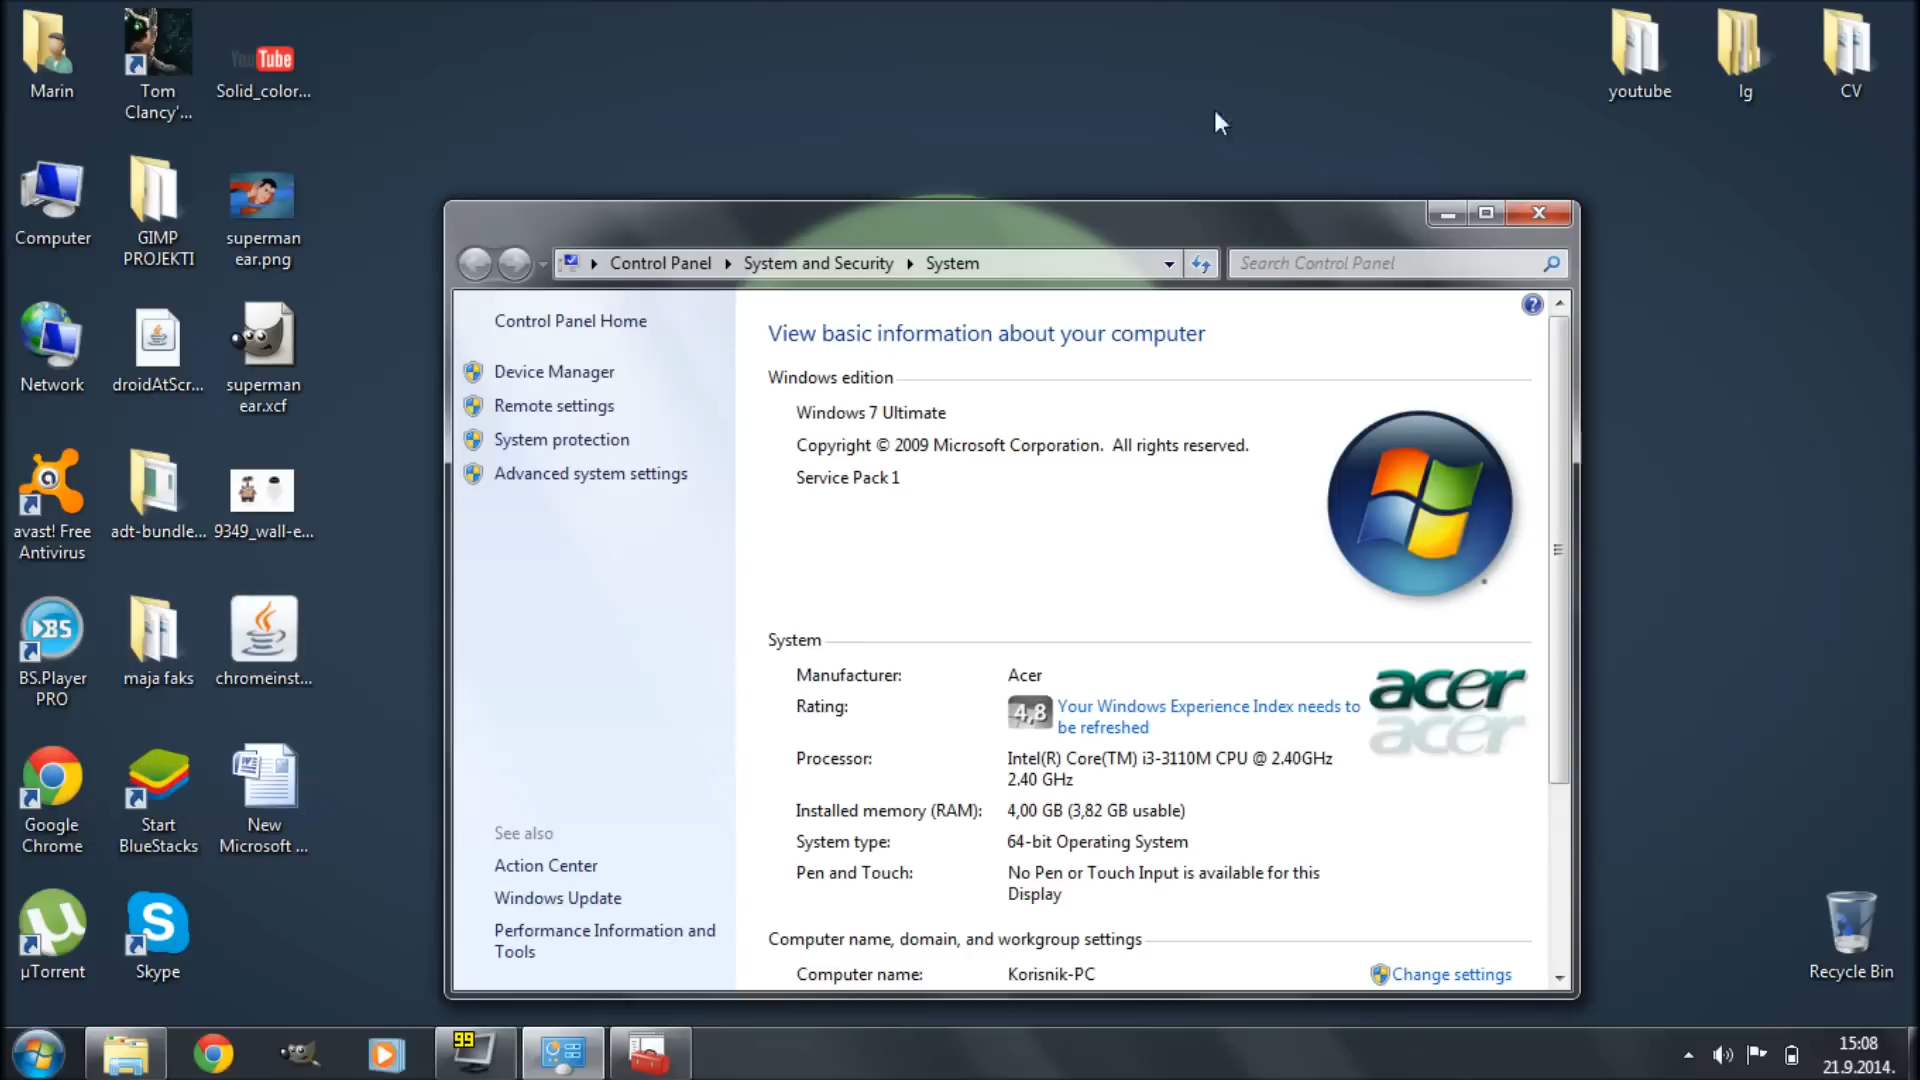 Marin
Tom
Clancy'...
You Tube
Solid_color...
youtube
lg
CV
Computer
GIMP
PROJEKTI
superman
ear.png
Network
droidAtScr...
superman
ear.xcf
avast! Free
Antivirus
adt-bundle...
9349_wall-e...
BS
BS.Player
PRO
maja faks
chromeinst...
Google
Chrome
Start
BlueStacks
New
Microsoft ...
µTorrent
Skype
Recycle Bin
Control Panel
System and Security
System
Search Control Panel
Control Panel Home
Device Manager
Remote settings
System protection
Advanced system settings
See also
Action Center
Windows Update
Performance Information and
Tools
View basic information about your computer
Windows edition
Windows 7 Ultimate
Copyright © 2009 Microsoft Corporation. All rights reserved.
Service Pack 1
System
Manufacturer: Acer
acer
Rating: 4,8 Your Windows Experience Index needs to
be refreshed
Processor: Intel(R) Core(TM) i3-3110M CPU @ 2.40GHz
2.40 GHz
Installed memory (RAM): 4,00 GB (3,82 GB usable)
System type: 64-bit Operating System
Pen and Touch: No Pen or Touch Input is available for this
Display
Computer name, domain, and workgroup settings
Computer name: Korisnik-PC
Change settings
99
15:08
21.9.2014.